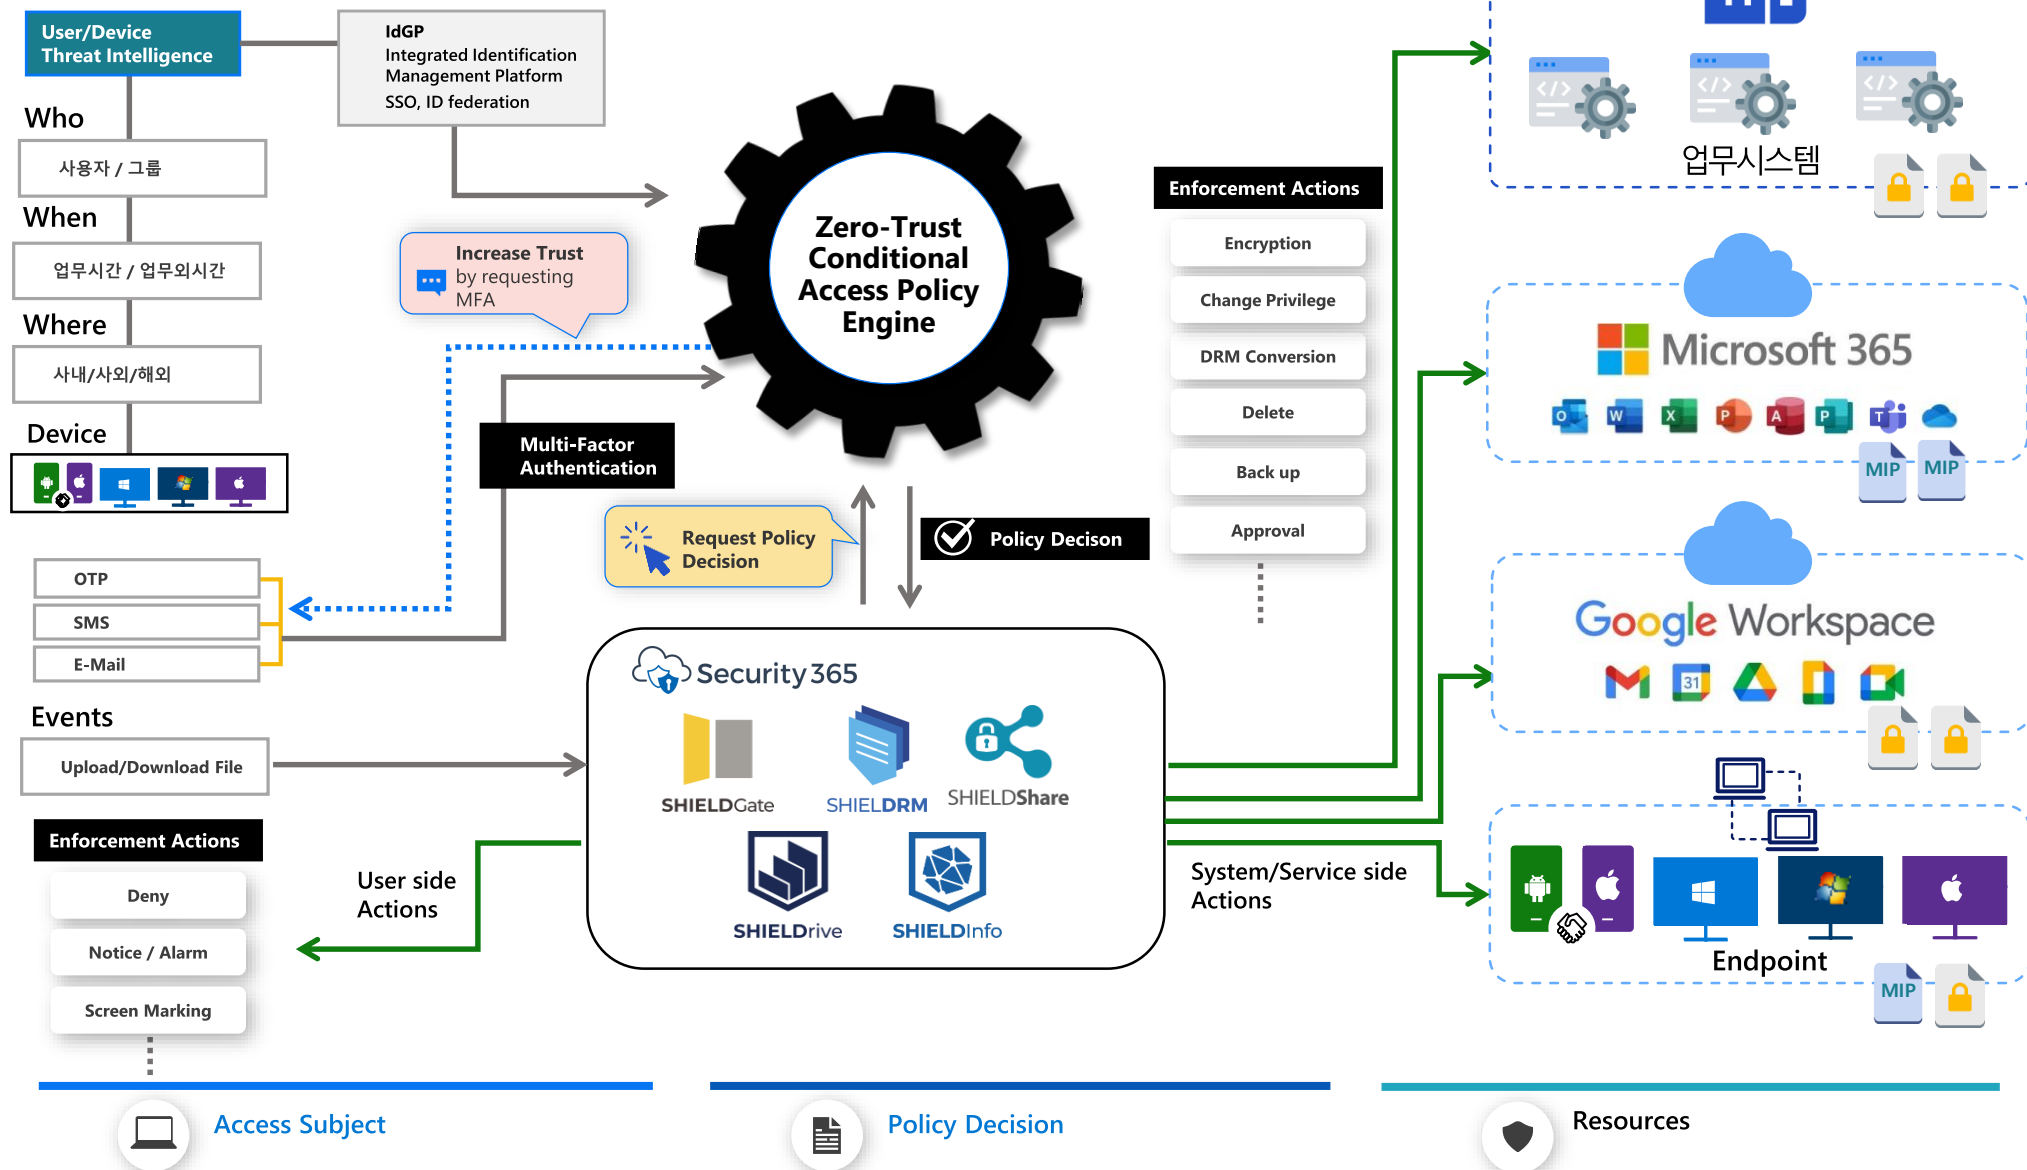 User/Device
Threat Intelligence
IdGP
Integrated Identification
Management Platform
SSO, ID federation
Who
사용자 / 그룹
When
업무시간 / 업무외시간
Where
사내/사외/해외
Device
Increase Trust
by requesting
MFA
Multi-Factor
Authentication
OTP
SMS
E-Mail
Events
Upload/Download File
Enforcement Actions
Deny
Notice / Alarm
Screen Marking
User side
Actions
Zero-Trust
Conditional
Access Policy
Engine
Request Policy
Decision
Policy Decison
Security365
SHIELDGate
SHIELDRM
SHIELDShare
SHIELDrive
SHIELDInfo
Enforcement Actions
Encryption
Change Privilege
DRM Conversion
Delete
Back up
Approval
System/Service side
Actions
업무시스템
Microsoft 365
O
W
X
P
A
P
T
MIP
MIP
Google Workspace
31
Endpoint
MIP
Access Subject
Policy Decision
Resources